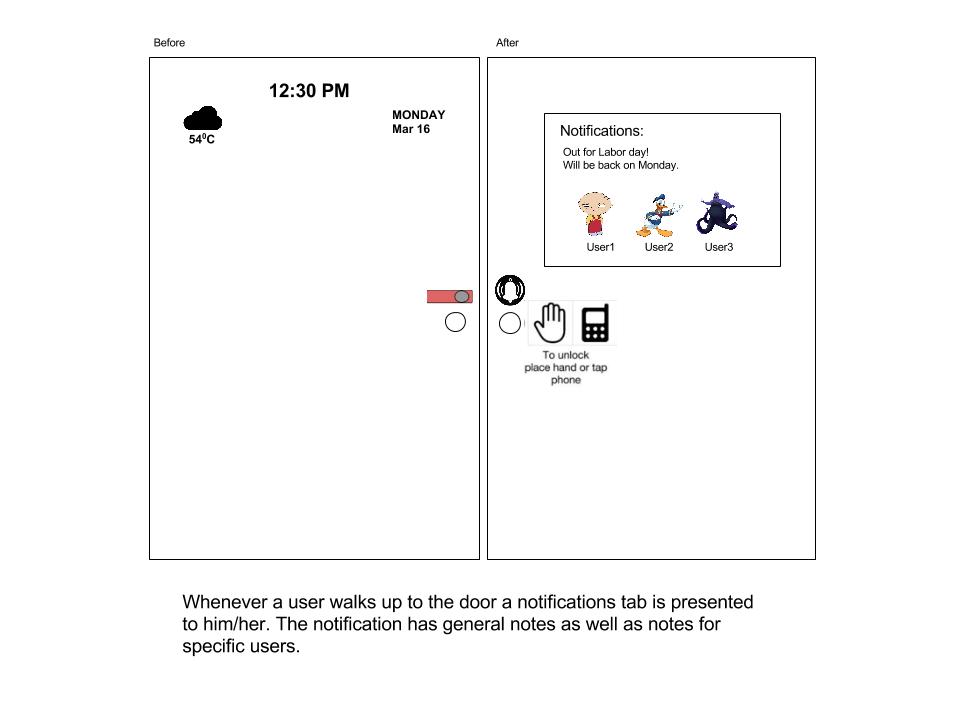 Before
After
12:30 PM
MONDAY
Mar 16
54⁰C
Notifications:
Out for Labor day!
Will be back on Monday.
User1
User2
User3
To unlock
place hand or tap
phone
Whenever a user walks up to the door a notifications tab is presented
to him/her. The notification has general notes as well as notes for
specific users.